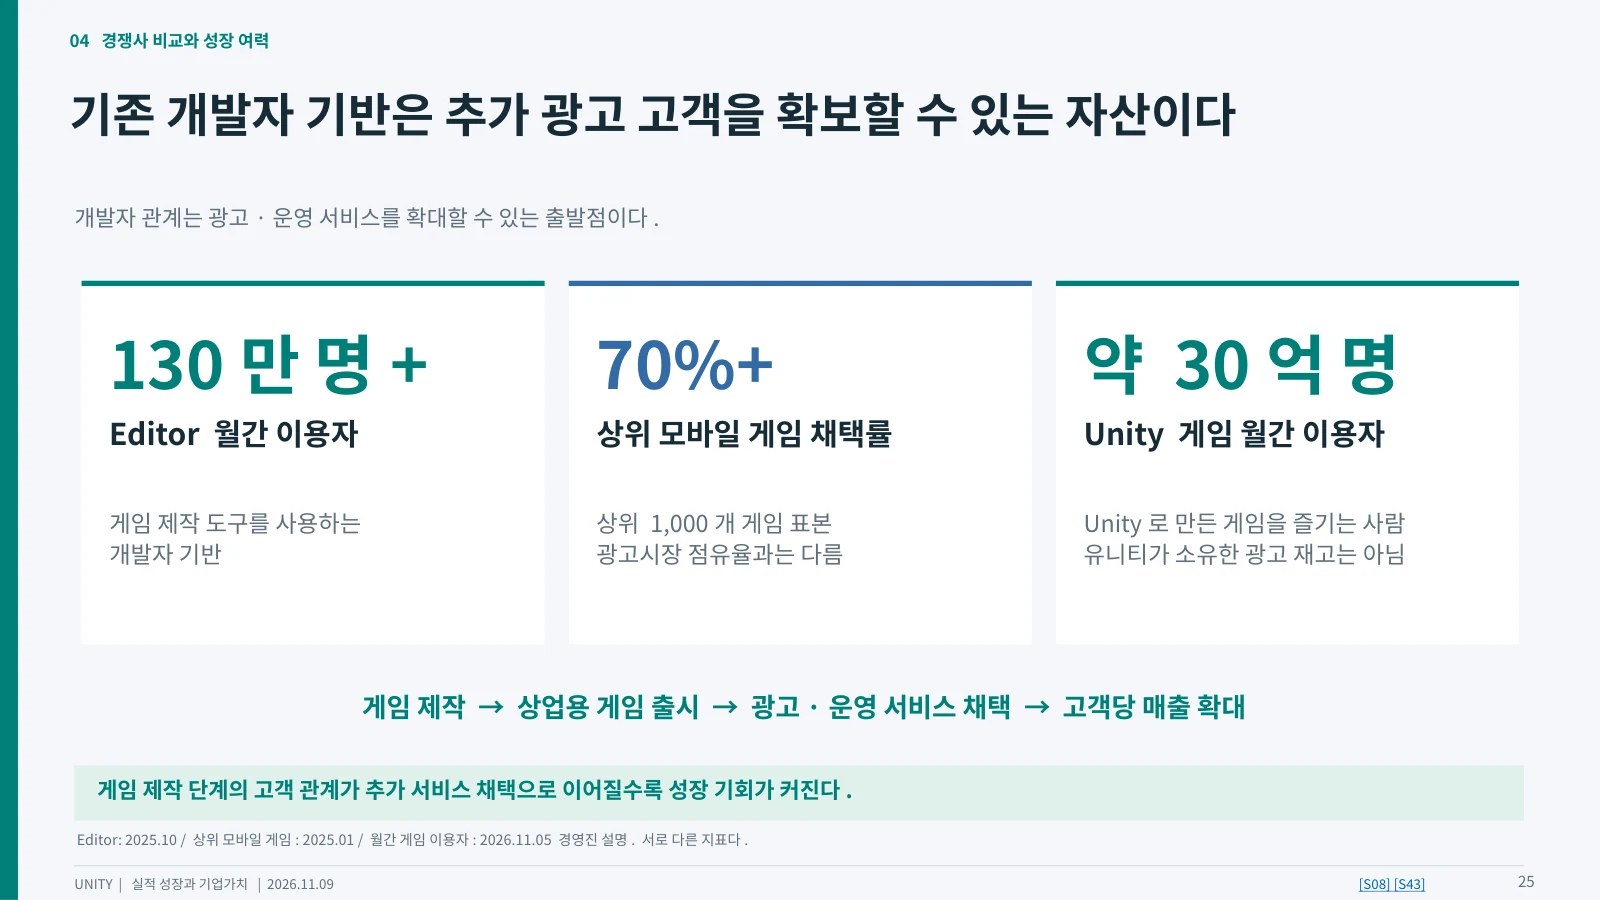 04 경쟁사 비교와 성장 여력
기존 개발자 기반은 추가 광고 고객을 확보할 수 있는 자산이다
개발자 관계는 광고 · 운영 서비스를 확대할 수 있는 출발점이다 .
130 만 명 +
Editor 월간 이용자
게임 제작 도구를 사용하는
개발자 기반
70%+
상위 모바일 게임 채택률
상위 1,000 개 게임 표본
광고시장 점유율과는 다름
약 30 억 명
Unity 게임 월간 이용자
Unity 로 만든 게임을 즐기는 사람
유니티가 소유한 광고 재고는 아님
게임 제작 → 상업용 게임 출시 → 광고 · 운영 서비스 채택 → 고객당 매출 확대
게임 제작 단계의 고객 관계가 추가 서비스 채택으로 이어질수록 성장 기회가 커진다 .
Editor: 2025.10 / 상위 모바일 게임 : 2025.01 / 월간 게임 이용자 : 2026.11.05 경영진 설명 . 서로 다른 지표다 .
UNITY | 실적 성장과 기업가치 | 2026.11.09
[S08] [S43]
25